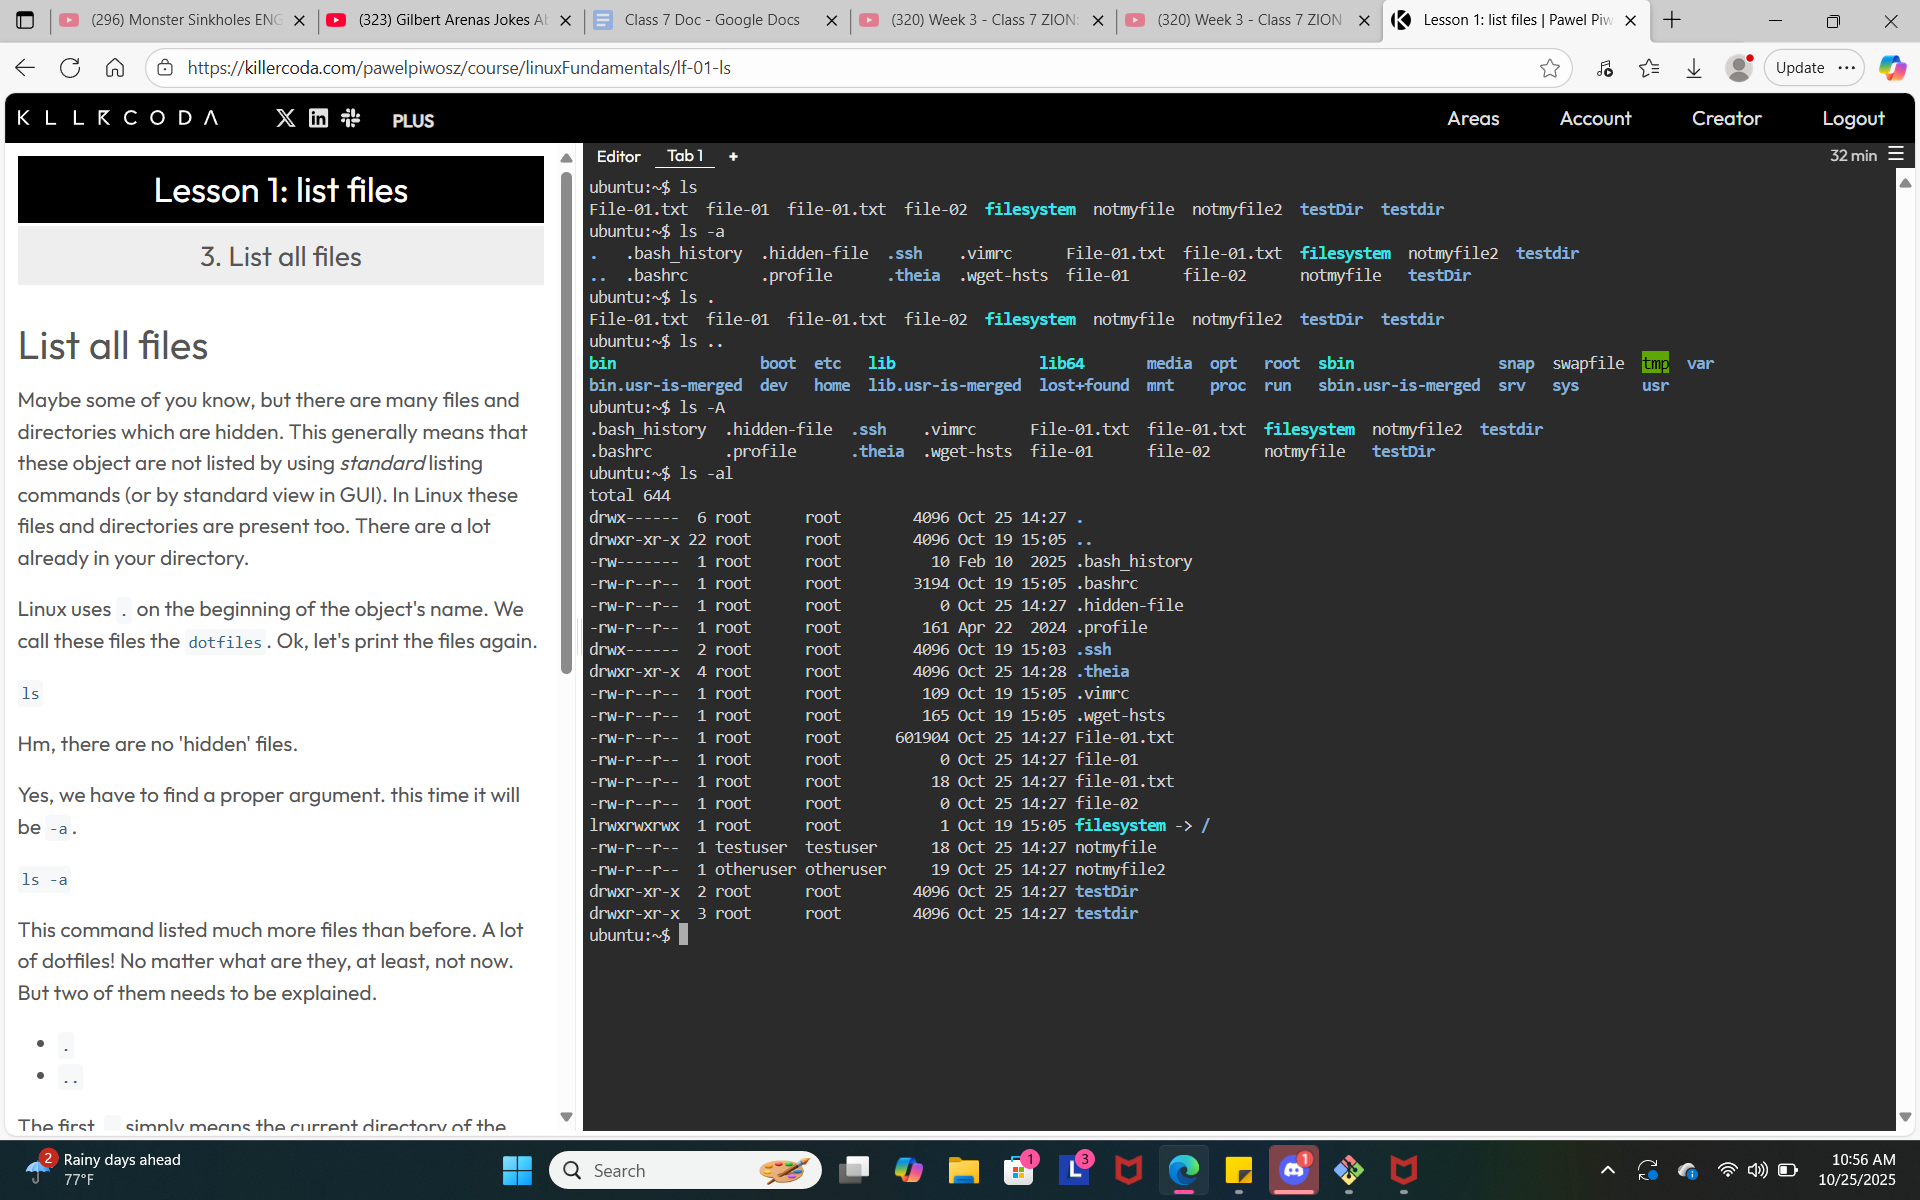 (296) Monster Sinkholes ENG
(323) Gilbert Arenas Jokes Ab
Class 7 Doc - Google Docs
(320) Week 3 - Class 7 ZION:
(320) Week 3 - Class 7 ZION
Lesson 1: list files | Pawel Piw
https://killercoda.com/pawelpiwosz/course/linuxFundamentals/lf-01-ls
Update
PLUS
Areas
Account
Creator
Logout
Lesson 1: list files
3. List all files
List all files
Maybe some of you know, but there are many files and
directories which are hidden. This generally means that
these object are not listed by using standard listing
commands (or by standard view in GUI). In Linux these
files and directories are present too. There are a lot
already in your directory.
Linux uses . on the beginning of the object's name. We
call these files the dotfiles. Ok, let's print the files again.
ls
Hm, there are no 'hidden' files.
Yes, we have to find a proper argument. this time it will
be -a.
ls -a
This command listed much more files than before. A lot
of dotfiles! No matter what are they, at least, not now.
But two of them needs to be explained.
.
..
The first, . simply means the current directory of the
Editor Tab 1 +
32 min
ubuntu:~$ ls
File-01.txt file-01 file-01.txt file-02 filesystem notmyfile notmyfile2 testDir testdir
ubuntu:~$ ls -a
. .bash_history .hidden-file .ssh .vimrc File-01.txt file-01.txt filesystem notmyfile2 testdir
.. .bashrc .profile .theia .wget-hsts file-01 file-02 notmyfile testDir
ubuntu:~$ ls .
File-01.txt file-01 file-01.txt file-02 filesystem notmyfile notmyfile2 testDir testdir
ubuntu:~$ ls ..
bin boot etc lib lib64 media opt root sbin snap swapfile tmp var
bin.usr-is-merged dev home lib.usr-is-merged lost+found mnt proc run sbin.usr-is-merged srv sys usr
ubuntu:~$ ls -A
.bash_history .hidden-file .ssh .vimrc File-01.txt file-01.txt filesystem notmyfile2 testdir
.bashrc .profile .theia .wget-hsts file-01 file-02 notmyfile testDir
ubuntu:~$ ls -al
total 644
drwx------ 6 root root 4096 Oct 25 14:27 .
drwxr-xr-x 22 root root 4096 Oct 19 15:05 ..
-rw------- 1 root root 10 Feb 10 2025 .bash_history
-rw-r--r-- 1 root root 3194 Oct 19 15:05 .bashrc
-rw-r--r-- 1 root root 0 Oct 25 14:27 .hidden-file
-rw-r--r-- 1 root root 161 Apr 22 2024 .profile
drwx------ 2 root root 4096 Oct 19 15:03 .ssh
drwxr-xr-x 4 root root 4096 Oct 25 14:28 .theia
-rw-r--r-- 1 root root 109 Oct 19 15:05 .vimrc
-rw-r--r-- 1 root root 165 Oct 19 15:05 .wget-hsts
-rw-r--r-- 1 root root 601904 Oct 25 14:27 File-01.txt
-rw-r--r-- 1 root root 0 Oct 25 14:27 file-01
-rw-r--r-- 1 root root 18 Oct 25 14:27 file-01.txt
-rw-r--r-- 1 root root 0 Oct 25 14:27 file-02
lrwxrwxrwx 1 root root 1 Oct 19 15:05 filesystem -> /
-rw-r--r-- 1 testuser testuser 18 Oct 25 14:27 notmyfile
-rw-r--r-- 1 otheruser otheruser 19 Oct 25 14:27 notmyfile2
drwxr-xr-x 2 root root 4096 Oct 25 14:27 testDir
drwxr-xr-x 3 root root 4096 Oct 25 14:27 testdir
ubuntu:~$
2
Rainy days ahead
77°F
Search
1
L
3
1
10:56 AM
10/25/2025